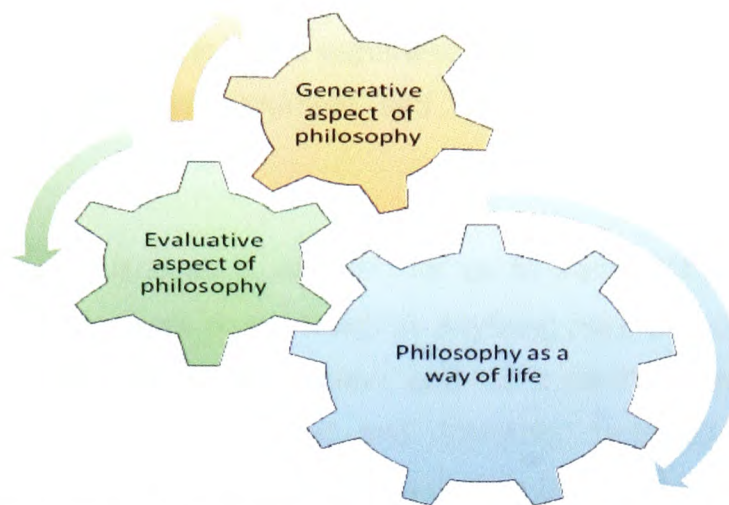 Generative
aspect of
philosophy
Evaluative
aspect of
philosophy
Philosophy as a
way of life